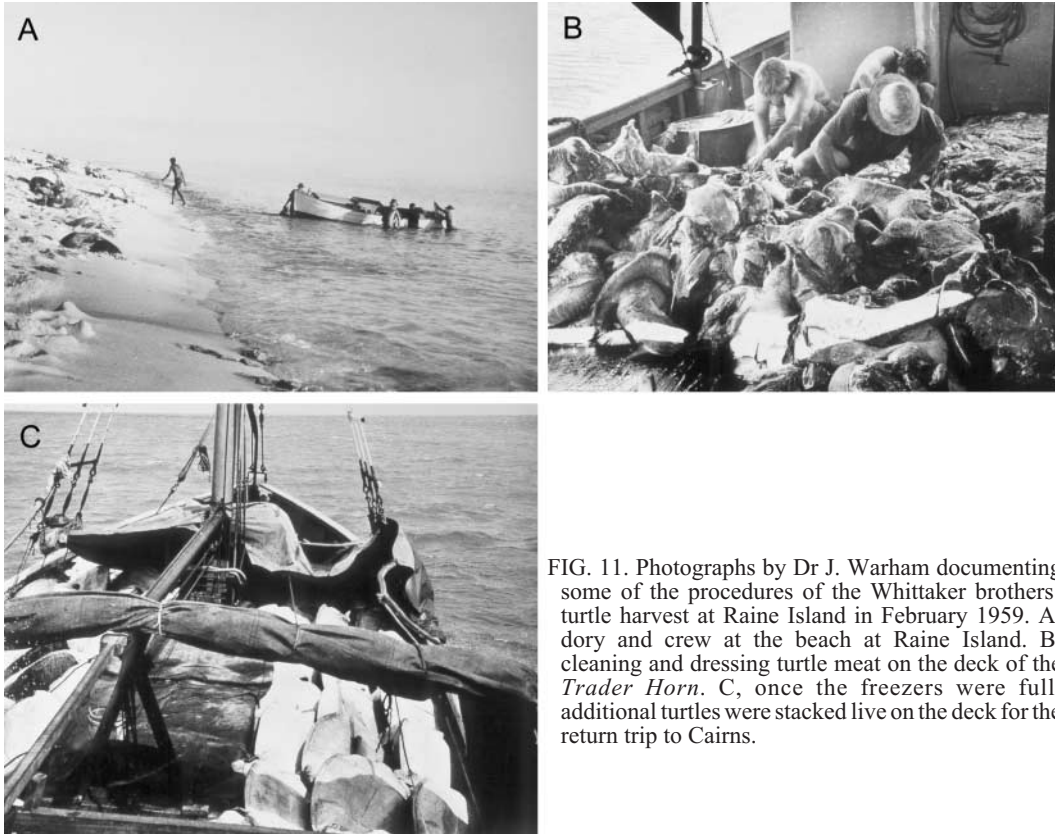 A
B
C
FIG. 11. Photographs by Dr J. Warham documenting
some of the procedures of the Whittaker brothers
turtle harvest at Raine Island in February 1959. A
dory and crew at the beach at Raine Island. B
cleaning and dressing turtle meat on the deck of the
Trader Horn. C, once the freezers were full
additional turtles were stacked live on the deck for the
return trip to Cairns.